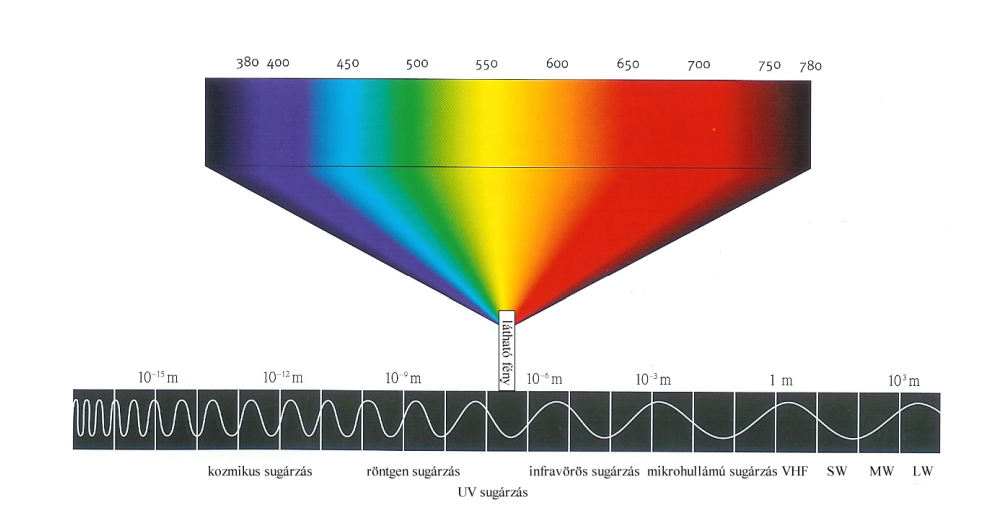 380 400 450 500 550 600 650 700 750 780
látható fény
10⁻¹⁵ m 10⁻¹² m 10⁻⁹ m 10⁻⁶ m 10⁻³ m 1 m 10³ m
kozmikus sugárzás röntgen sugárzás infravörös sugárzás mikrohullámú sugárzás VHF SW MW LW
UV sugárzás